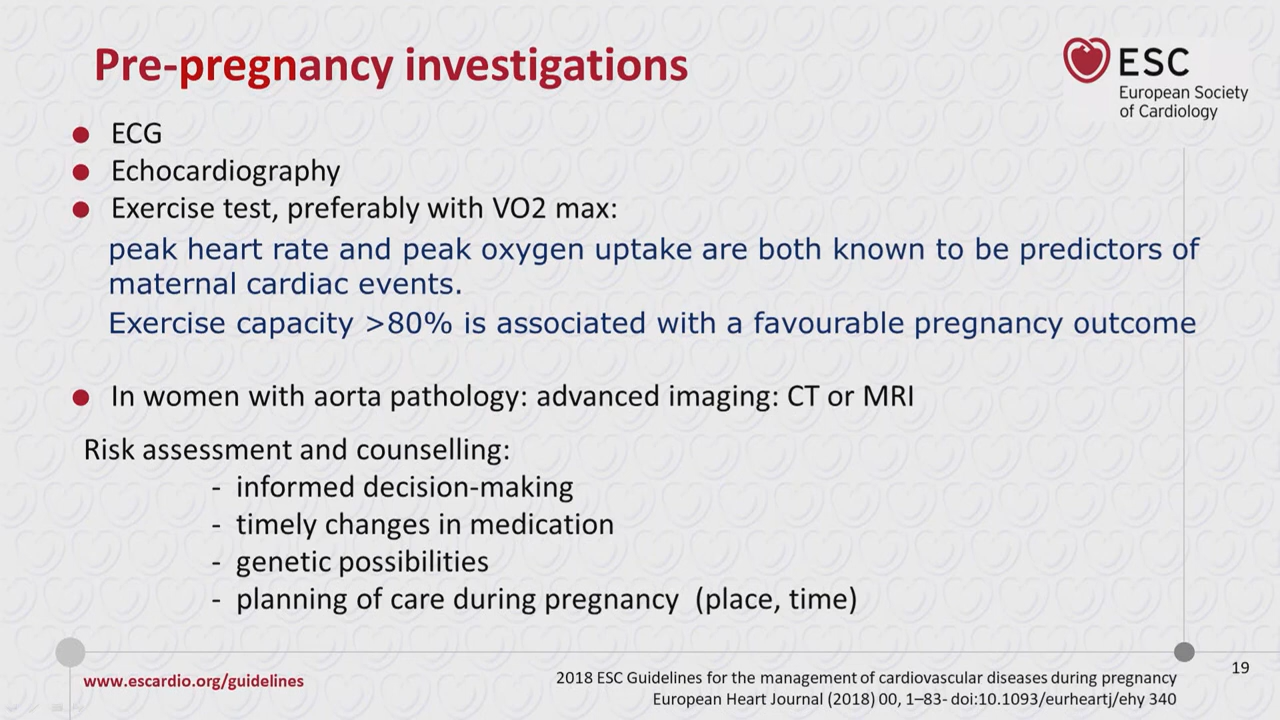 Pre-pregnancy investigations
ESC
European Society
of Cardiology
ECG
Echocardiography
Exercise test, preferably with VO2 max:
peak heart rate and peak oxygen uptake are both known to be predictors of
maternal cardiac events.
Exercise capacity >80% is associated with a favourable pregnancy outcome
In women with aorta pathology: advanced imaging: CT or MRI
Risk assessment and counselling:
- informed decision-making
- timely changes in medication
- genetic possibilities
- planning of care during pregnancy (place, time)
19
www.escardio.org/guidelines
2018 ESC Guidelines for the management of cardiovascular diseases during pregnancy
European Heart Journal (2018) 00, 1–83- doi:10.1093/eurheartj/ehy 340